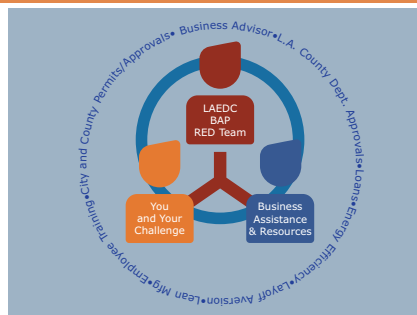 City and County Permits/Approvals• Business Advisor•L.A. County Dept. Approvals•Loans•Energy Efficiency•Layoff Aversion•Lean Mfg•Employee Training•
LAEDC
BAP
RED Team
You
and Your
Challenge
Business
Assistance
& Resources